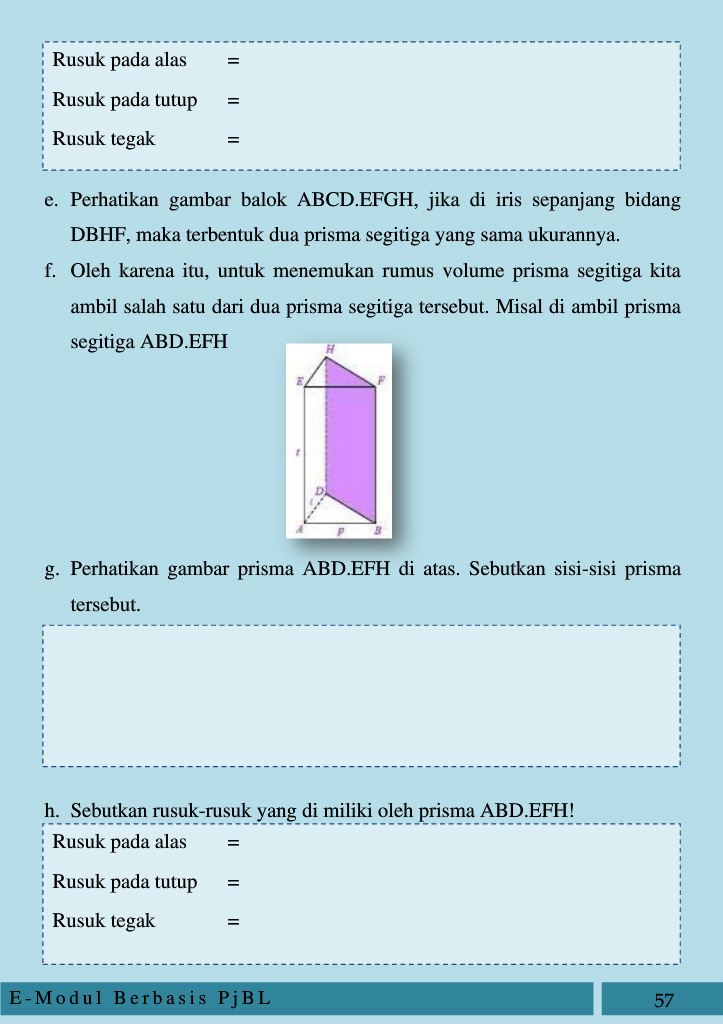 Rusuk pada alas =
Rusuk pada tutup =
Rusuk tegak =
e. Perhatikan gambar balok ABCD.EFGH, jika di iris sepanjang bidang
DBHF, maka terbentuk dua prisma segitiga yang sama ukurannya.
f. Oleh karena itu, untuk menemukan rumus volume prisma segitiga kita
ambil salah satu dari dua prisma segitiga tersebut. Misal di ambil prisma
segitiga ABD.EFH
H
E F
t
D
A p B
g. Perhatikan gambar prisma ABD.EFH di atas. Sebutkan sisi-sisi prisma
tersebut.
h. Sebutkan rusuk-rusuk yang di miliki oleh prisma ABD.EFH!
Rusuk pada alas =
Rusuk pada tutup =
Rusuk tegak =
E-Modul Berbasis PjBL 57